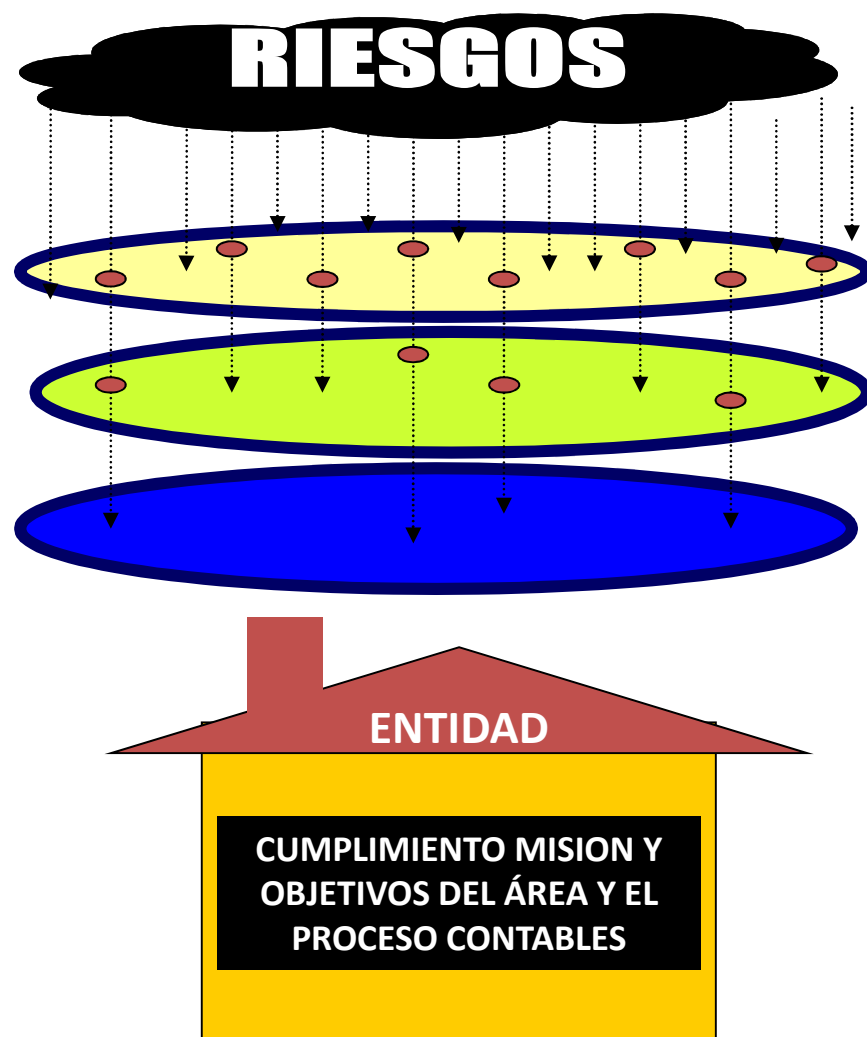 RIESGOS
ENTIDAD
CUMPLIMIENTO MISION Y
OBJETIVOS DEL ÁREA Y EL
PROCESO CONTABLES